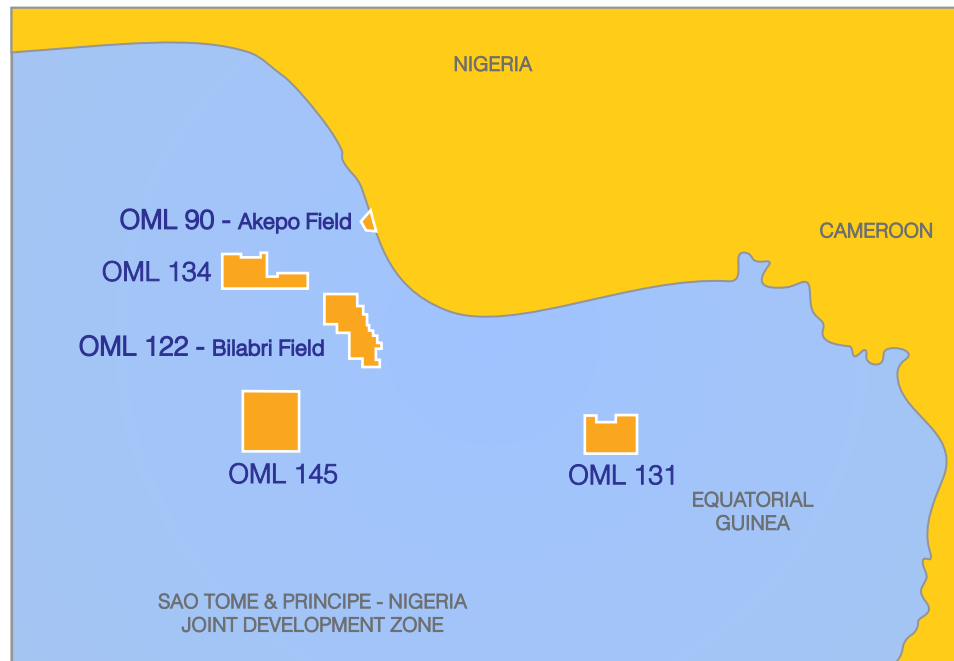 NIGERIA
OML 90 - Akepo Field
CAMEROON
OML 134
OML 122 - Bilabri Field
OML 145
OML 131
EQUATORIAL
GUINEA
SAO TOME & PRINCIPE - NIGERIA
JOINT DEVELOPMENT ZONE